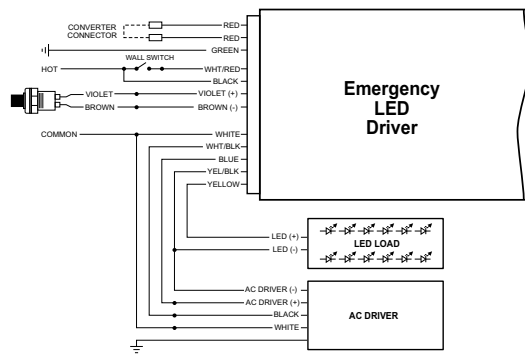 CONVERTER
CONNECTOR
RED
RED
GREEN
WALL SWITCH
HOT
WHT/RED
BLACK
VIOLET
VIOLET (+)
BROWN
BROWN (-)
COMMON
WHITE
WHT/BLK
BLUE
YEL/BLK
YELLOW
Emergency
LED
Driver
LED (+)
LED (-)
LED LOAD
AC DRIVER (-)
AC DRIVER (+)
BLACK
WHITE
AC DRIVER